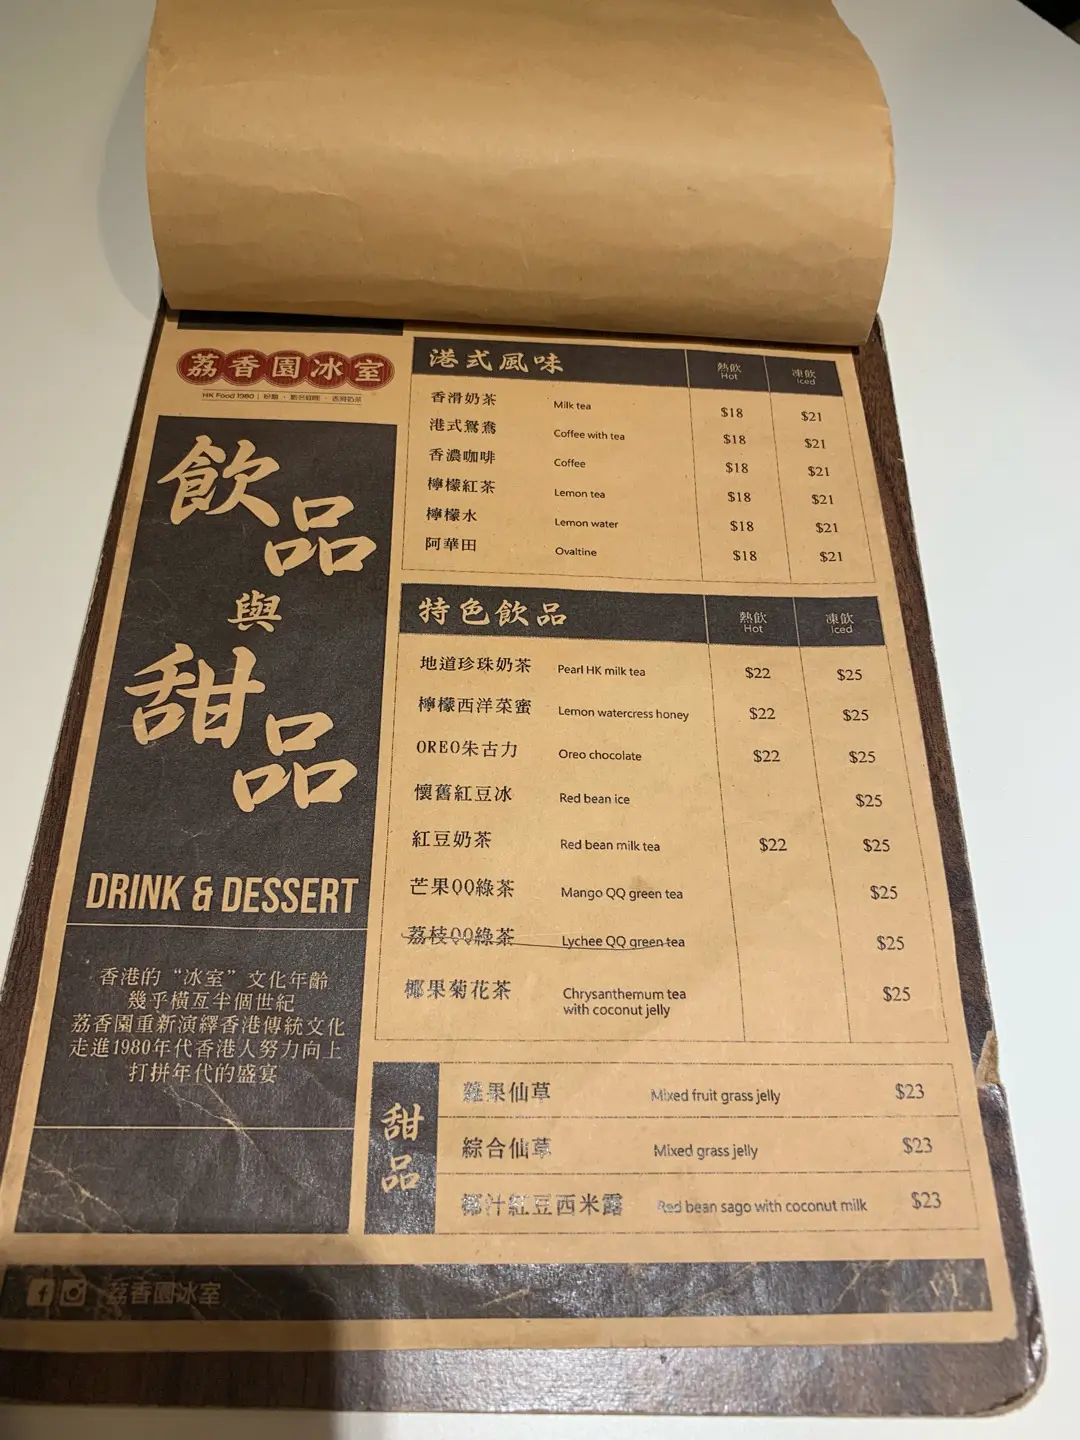 荔香園冰室
HK Food 1980
飲品
與
甜品
DRINK & DESSERT
香港的“冰室”文化年齡
幾乎橫亙半個世紀
荔香園重新演繹香港傳統文化
走進1980年代香港人努力向上
打拼年代的盛宴
港式風味 熱飲 Hot 凍飲 Iced
香滑奶茶 Milk tea $18 $21
港式鴛鴦 Coffee with tea $18 $21
香濃咖啡 Coffee $18 $21
檸檬紅茶 Lemon tea $18 $21
檸檬水 Lemon water $18 $21
阿華田 Ovaltine $18 $21
特色飲品 熱飲 Hot 凍飲 Iced
地道珍珠奶茶 Pearl HK milk tea $22 $25
檸檬西洋菜蜜 Lemon watercress honey $22 $25
OREO朱古力 Oreo chocolate $22 $25
懷舊紅豆冰 Red bean ice $25
紅豆奶茶 Red bean milk tea $22 $25
芒果QQ綠茶 Mango QQ green tea $25
荔枝QQ綠茶 Lychee QQ green tea $25
椰果菊花茶 Chrysanthemum tea
with coconut jelly $25
甜品
雜果仙草 Mixed fruit grass jelly $23
綜合仙草 Mixed grass jelly $23
椰汁紅豆西米露 Red bean sago with coconut milk $23
荔香園冰室